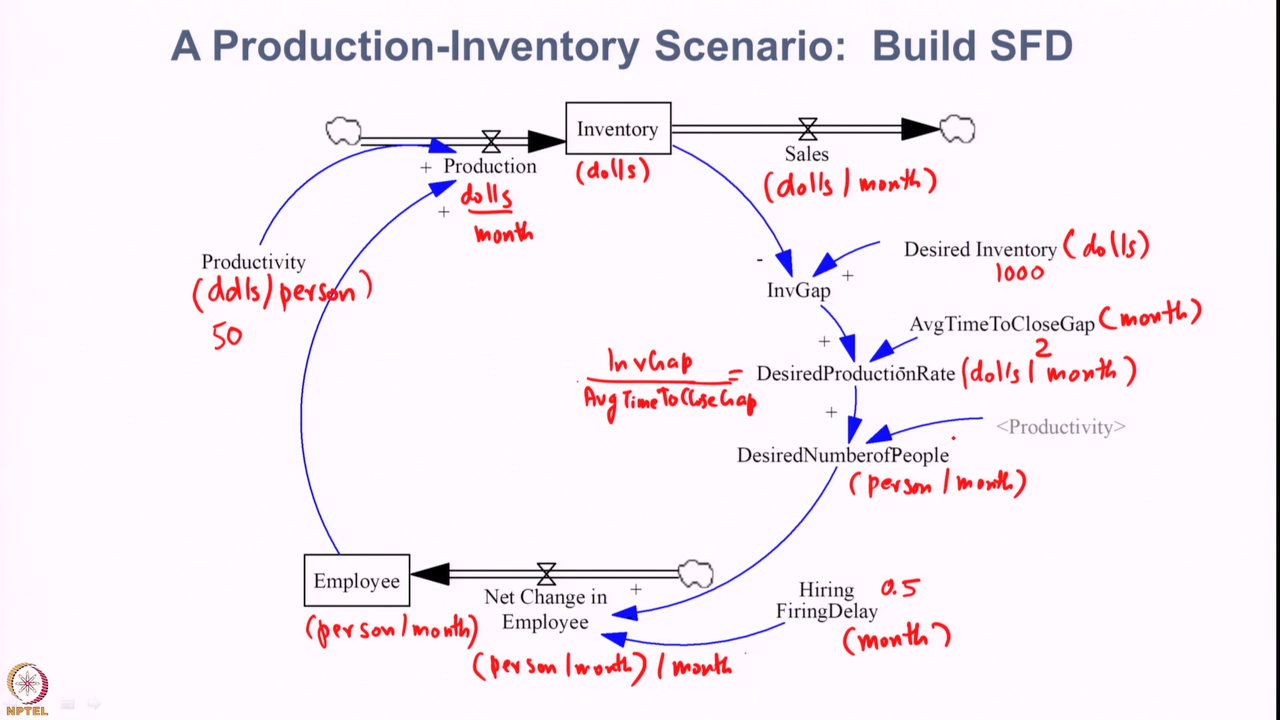 A Production-Inventory Scenario: Build SFD
Inventory
(dolls)
Sales
(dolls / month)
+ Production
dolls
month
+
Productivity
(dolls/person)
50
-
Desired Inventory (dolls)
1000
+
InvGap
AvgTimeToCloseGap (month)
2
+
InvGap
AvgTimeToCloseGap
=
DesiredProductionRate (dolls / month)
+
<Productivity>
DesiredNumberofPeople
(person / month)
Employee
(person/month)
+
Net Change in
Employee
(person/month) / month
Hiring 0.5
FiringDelay
(month)
NPTEL